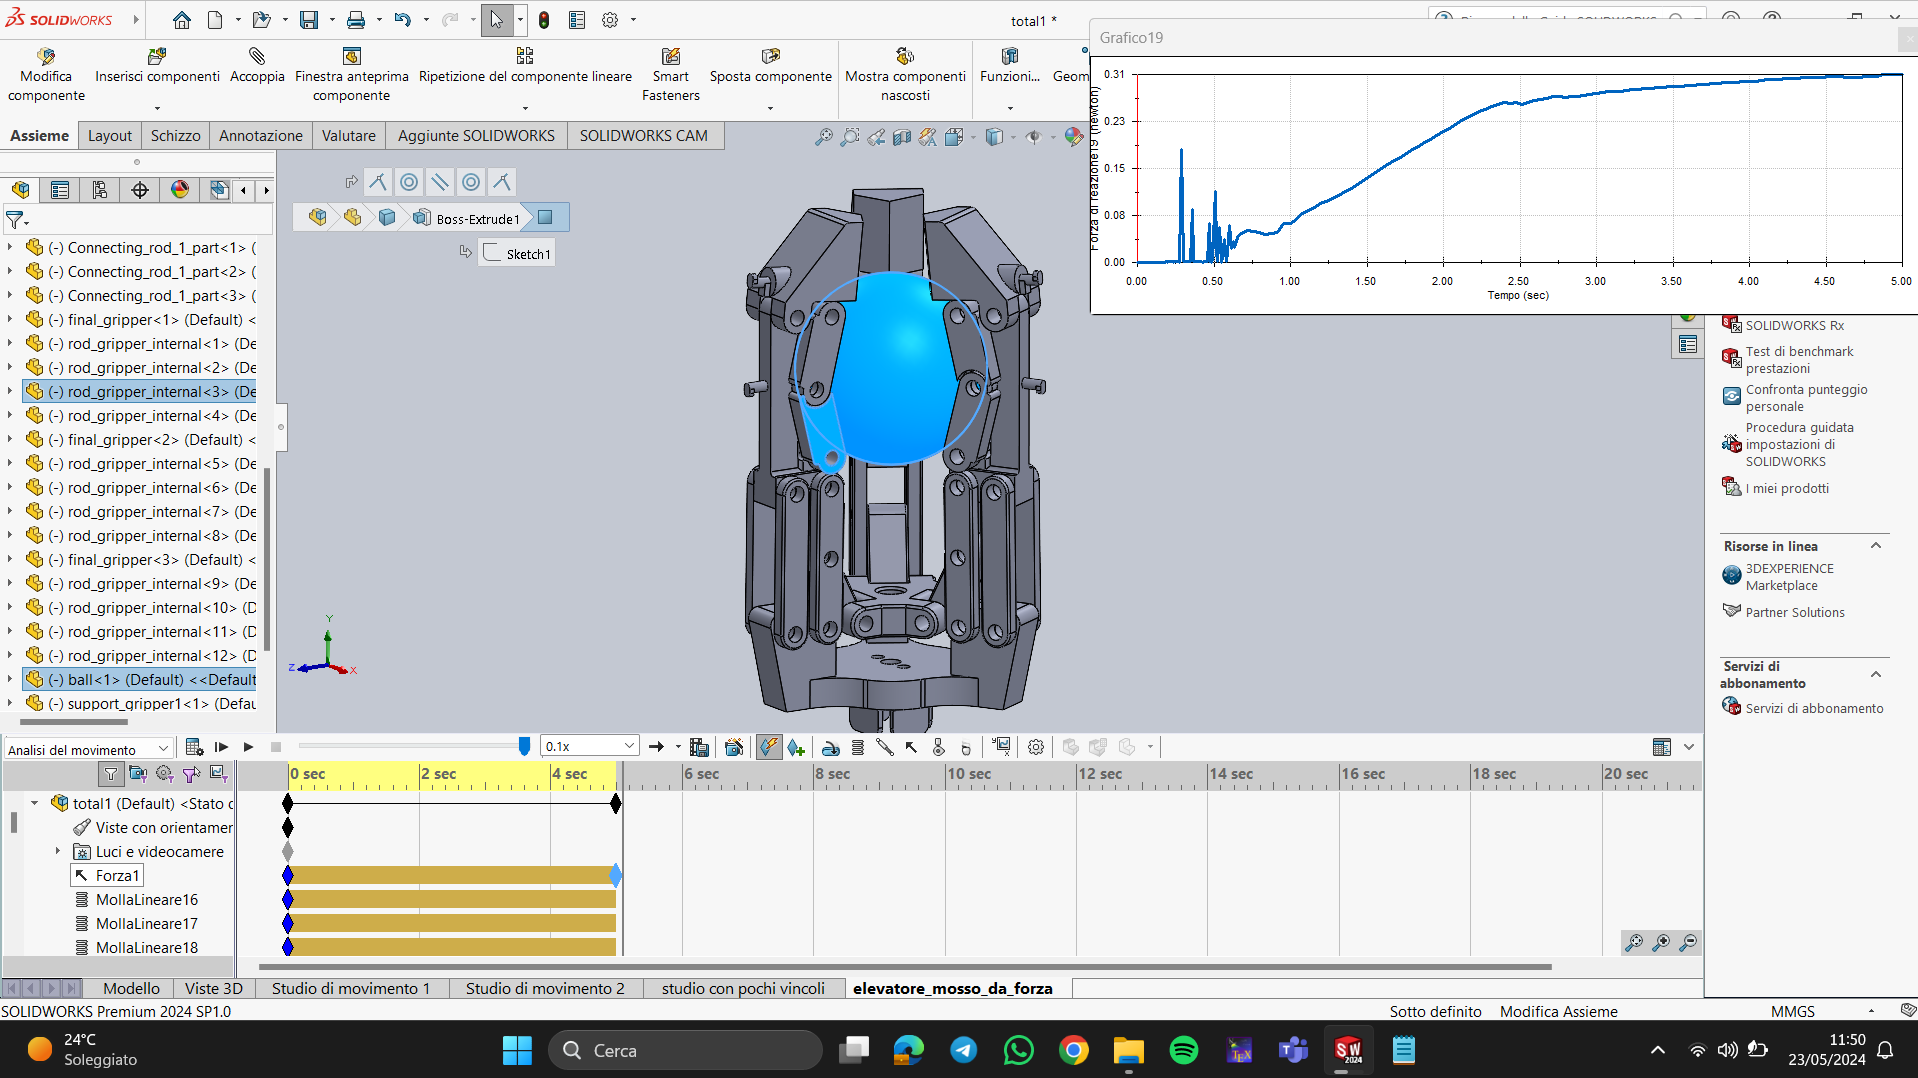 SOLIDWORKS
total1 *
Modifica componente
Inserisci componenti
Accoppia
Finestra anteprima componente
Ripetizione del componente lineare
Smart Fasteners
Sposta componente
Mostra componenti nascosti
Funzioni...
Assieme
Layout
Schizzo
Annotazione
Valutare
Aggiunte SOLIDWORKS
SOLIDWORKS CAM
Grafico19
Forza di reazione19 (newton)
0.31
0.23
0.15
0.08
0.00
0.00 0.50 1.00 1.50 2.00 2.50 3.00 3.50 4.00 4.50 5.00
Tempo (sec)
Boss-Extrude1
Sketch1
(-) Connecting_rod_1_part<1> (
(-) Connecting_rod_1_part<2> (
(-) Connecting_rod_1_part<3> (
(-) final_gripper<1> (Default) <
(-) rod_gripper_internal<1> (De
(-) rod_gripper_internal<2> (De
(-) rod_gripper_internal<3> (De
(-) rod_gripper_internal<4> (De
(-) final_gripper<2> (Default) <
(-) rod_gripper_internal<5> (De
(-) rod_gripper_internal<6> (De
(-) rod_gripper_internal<7> (De
(-) rod_gripper_internal<8> (De
(-) final_gripper<3> (Default) <
(-) rod_gripper_internal<9> (De
(-) rod_gripper_internal<10> (D
(-) rod_gripper_internal<11> (D
(-) rod_gripper_internal<12> (D
(-) ball<1> (Default) <<Default
(-) support_gripper1<1> (Defau
Y
Z
X
SOLIDWORKS Rx
Test di benchmark
prestazioni
Confronta punteggio
personale
Procedura guidata
impostazioni di
SOLIDWORKS
I miei prodotti
Risorse in linea
3DEXPERIENCE
Marketplace
Partner Solutions
Servizi di
abbonamento
Servizi di abbonamento
Analisi del movimento
0.1x
0 sec 2 sec 4 sec 6 sec 8 sec 10 sec 12 sec 14 sec 16 sec 18 sec 20 sec
total1 (Default) <Stato c
Viste con orientamer
Luci e videocamere
Forza1
MollaLineare16
MollaLineare17
MollaLineare18
Modello
Viste 3D
Studio di movimento 1
Studio di movimento 2
studio con pochi vincoli
elevatore_mosso_da_forza
SOLIDWORKS Premium 2024 SP1.0
Sotto definito
Modifica Assieme
MMGS
24°C
Soleggiato
Cerca
11:50
23/05/2024